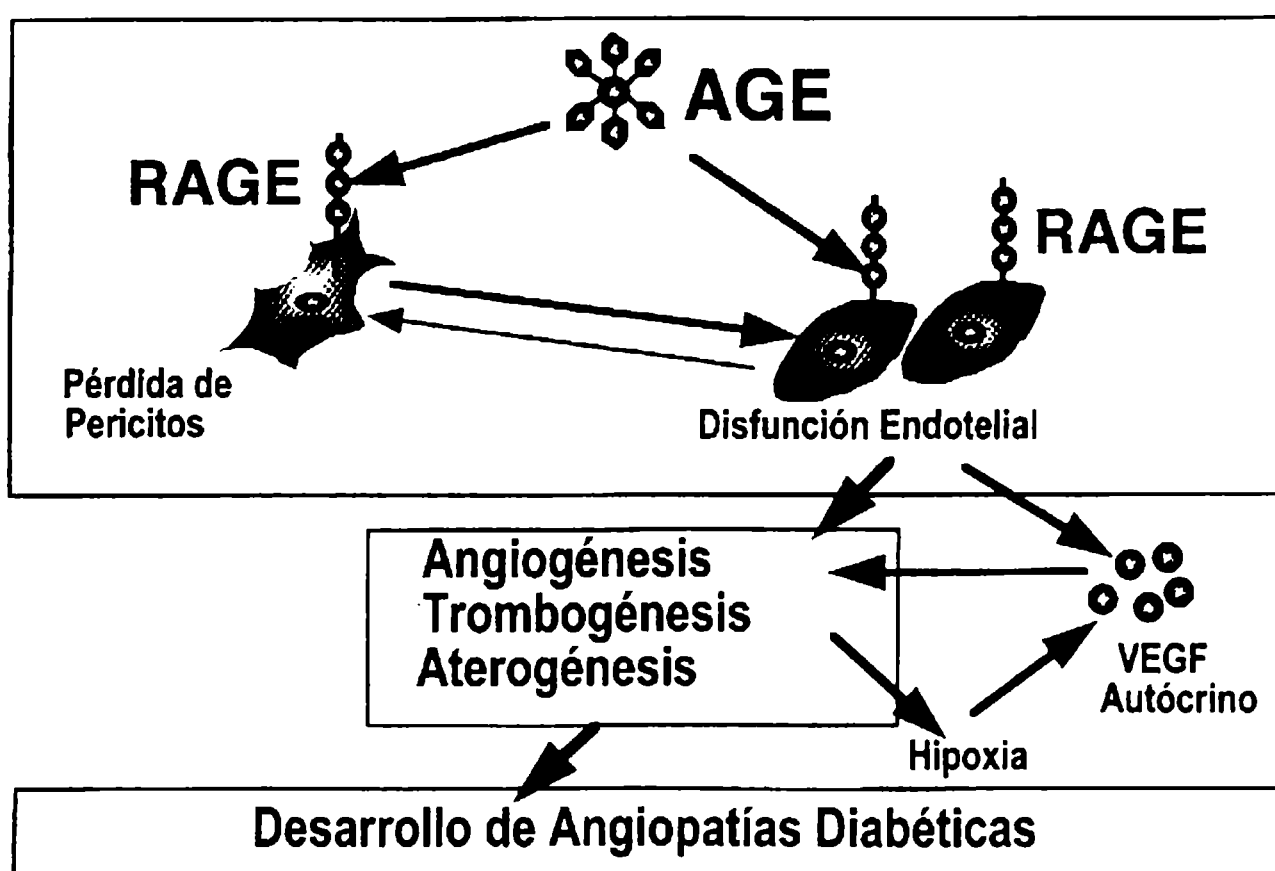 AGE
RAGE
RAGE
Pérdida de
Pericitos
Disfunción Endotelial
Angiogénesis
Trombogénesis
Aterogénesis
VEGF
Autócrino
Hipoxia
Desarrollo de Angiopatías Diabéticas